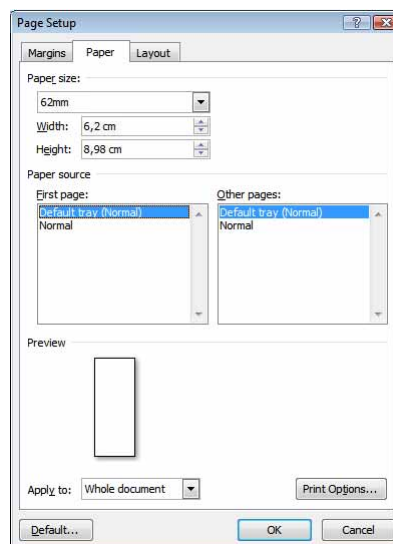 Page Setup
Margins Paper Layout
Paper size:
62mm
Width: 6,2 cm
Height: 8,98 cm
Paper source
First page: Other pages:
Default tray (Normal) Default tray (Normal)
Normal Normal
Preview
Apply to: Whole document Print Options...
Default... OK Cancel